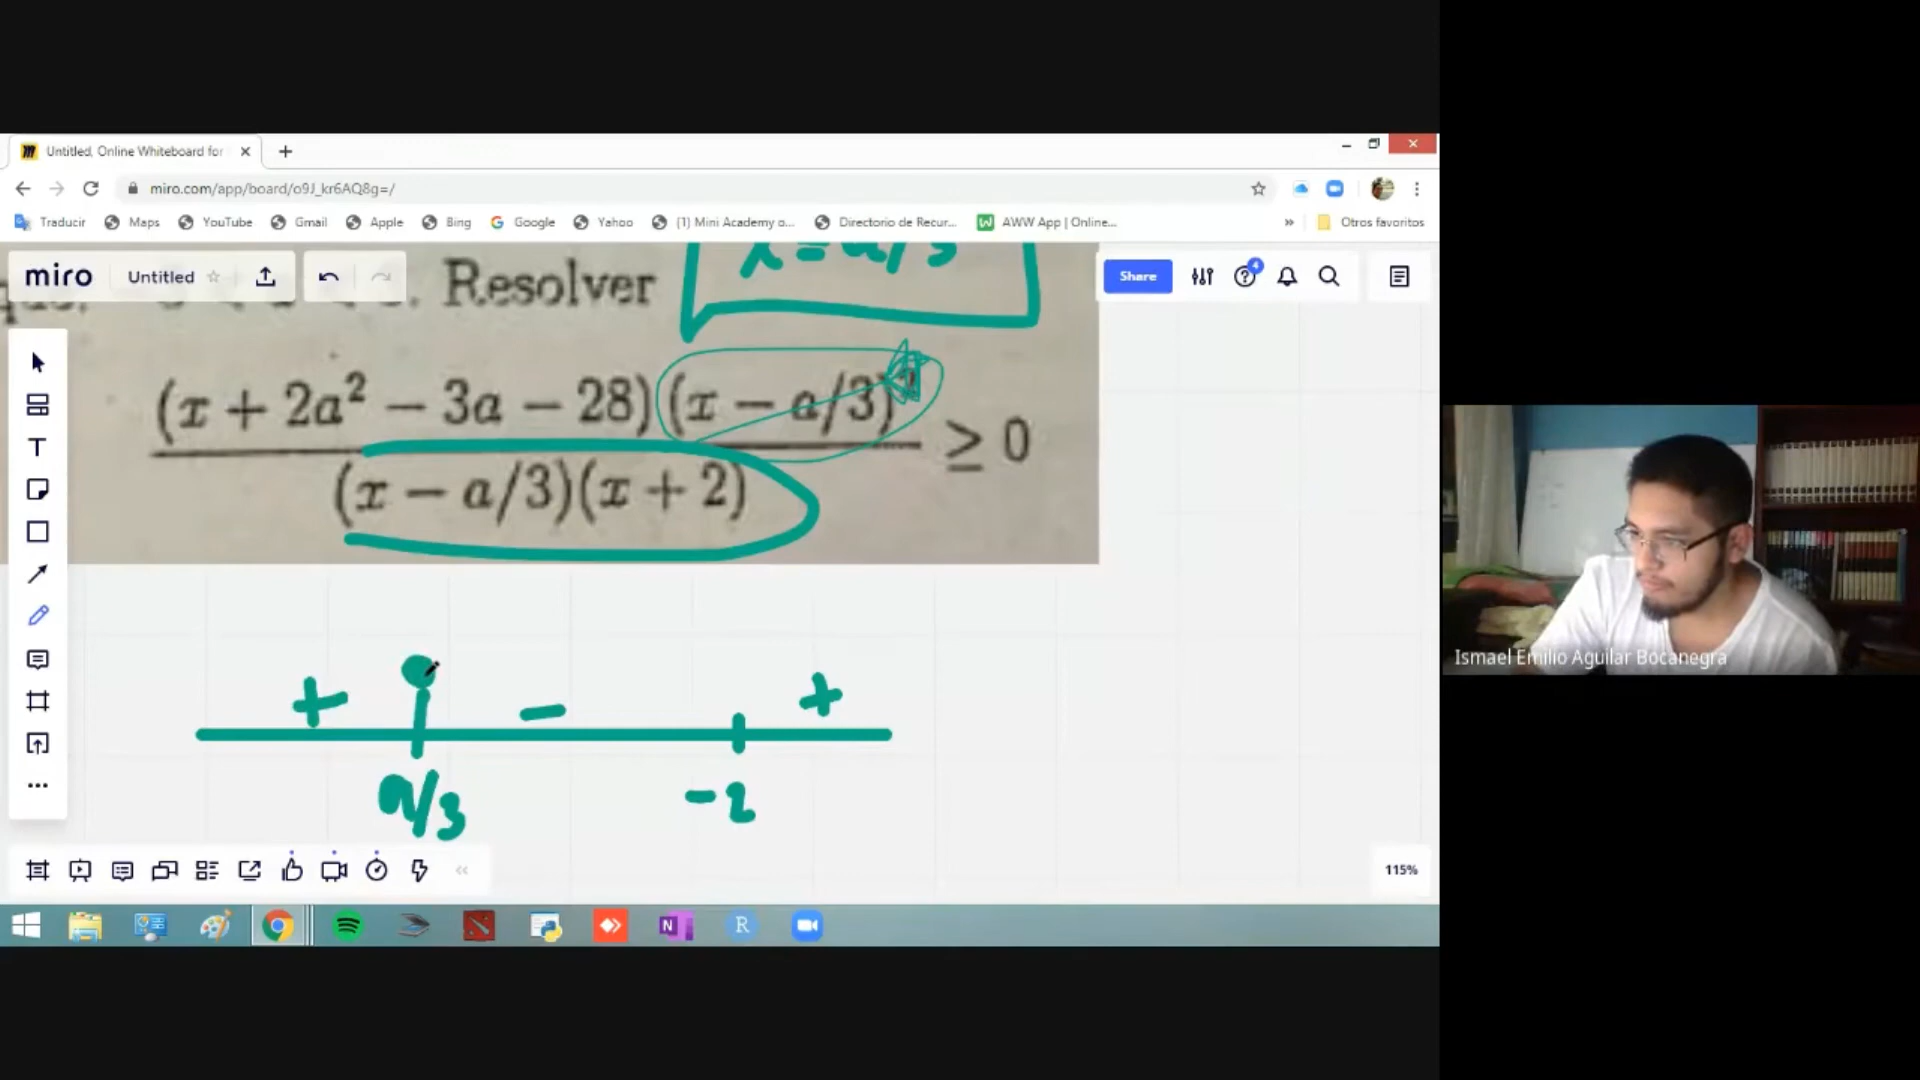 Untitled, Online Whiteboard for
miro.com/app/board/o9J_kr6AQ8g=/
Traducir Maps YouTube Gmail Apple Bing Google Yahoo (1) Mini Academy o... Directorio de Recur... AWW App | Online... » Otros favoritos
miro Untitled Share 4
Resolver
x = a/3
(x + 2a² − 3a − 28)(x − a/3)
(x − a/3)(x + 2)
≥ 0
+ - +
a/3 -2
Ismael Emilio Aguilar Bocanegra
115%